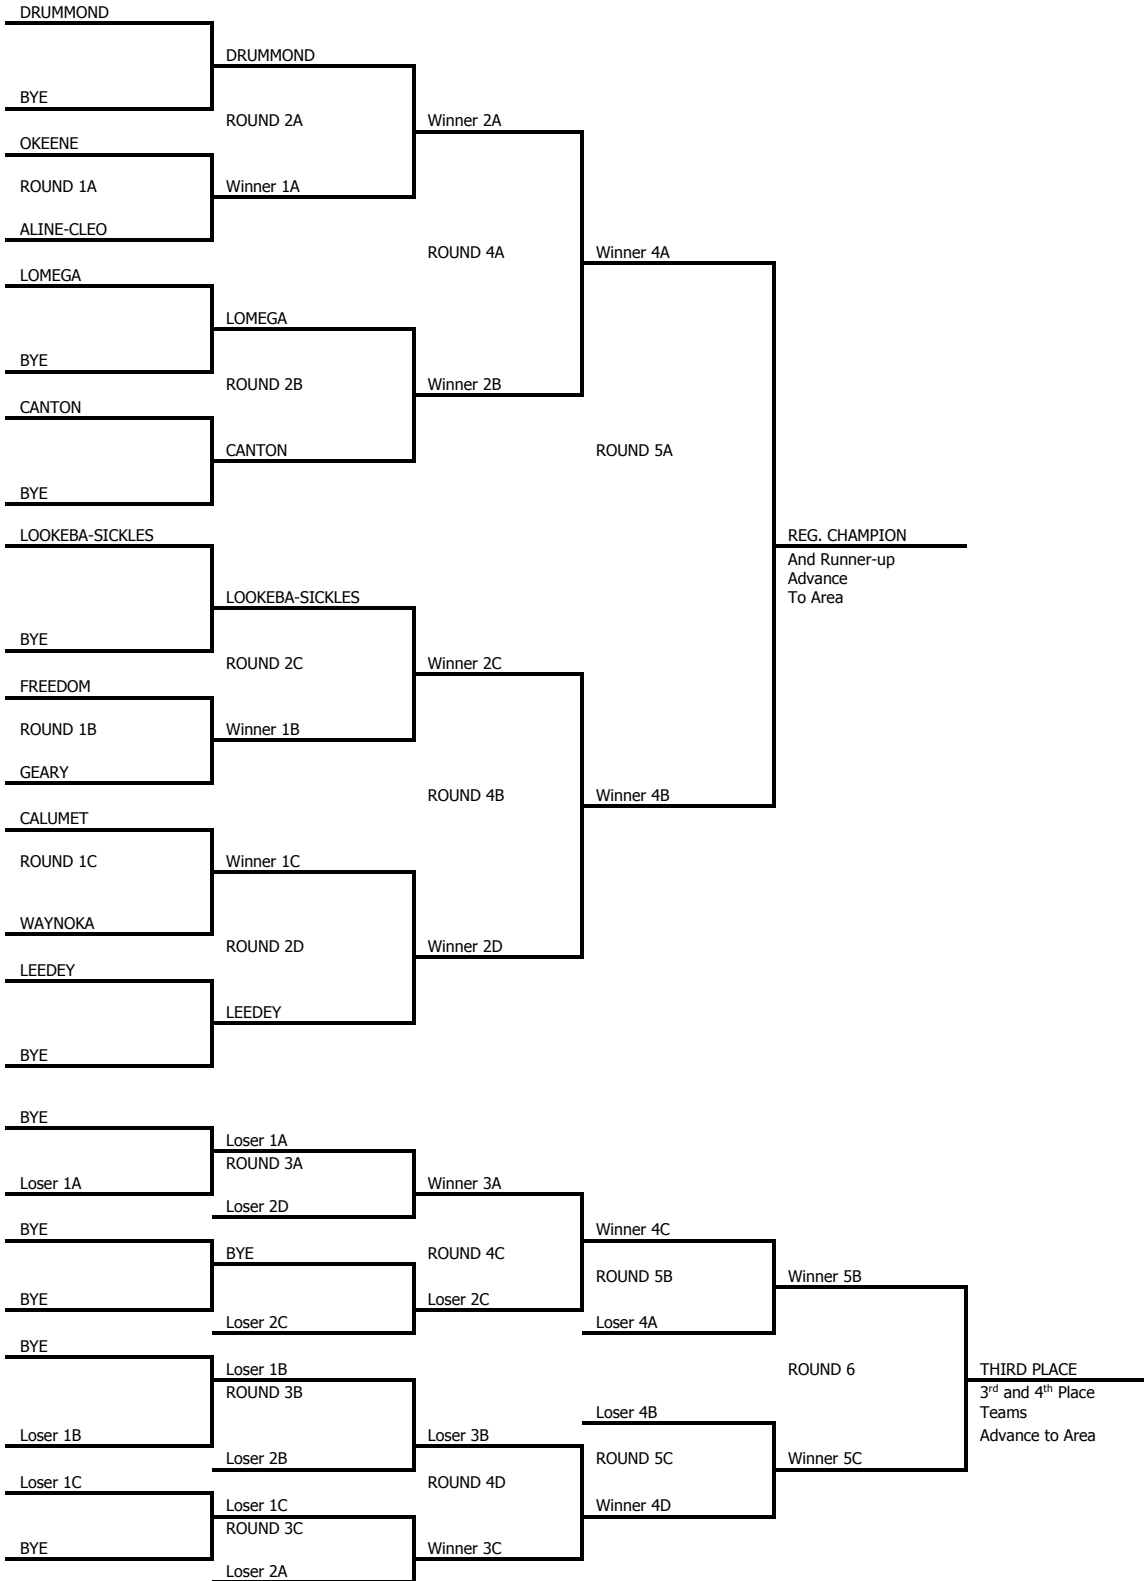 DRUMMOND
DRUMMOND
BYE
ROUND 2A
Winner 2A
OKEENE
ROUND 1A
Winner 1A
ALINE-CLEO
ROUND 4A
Winner 4A
LOMEGA
LOMEGA
BYE
ROUND 2B
Winner 2B
CANTON
CANTON
ROUND 5A
BYE
LOOKEBA-SICKLES
REG. CHAMPION
And Runner-up
Advance
To Area
LOOKEBA-SICKLES
BYE
ROUND 2C
Winner 2C
FREEDOM
ROUND 1B
Winner 1B
GEARY
ROUND 4B
Winner 4B
CALUMET
ROUND 1C
Winner 1C
WAYNOKA
ROUND 2D
Winner 2D
LEEDEY
LEEDEY
BYE
BYE
Loser 1A
ROUND 3A
Loser 1A
Winner 3A
Loser 2D
BYE
Winner 4C
BYE
ROUND 4C
ROUND 5B
Winner 5B
BYE
Loser 2C
Loser 2C
Loser 4A
BYE
Loser 1B
ROUND 6
THIRD PLACE
ROUND 3B
3rd and 4th Place
Teams
Advance to Area
Loser 4B
Loser 1B
Loser 3B
Loser 2B
ROUND 5C
Winner 5C
Loser 1C
ROUND 4D
Loser 1C
Winner 4D
ROUND 3C
BYE
Winner 3C
Loser 2A